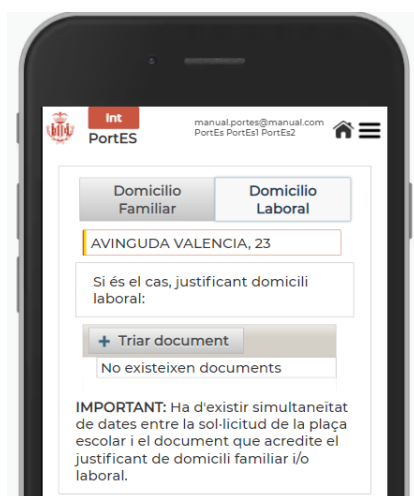 Int
PortES
manual.portes@manual.com
PortEs PortEs1 PortEs2
Domicilio
Familiar
Domicilio
Laboral
AVINGUDA VALENCIA, 23
Si és el cas, justificant domicili
laboral:
+ Triar document
No existeixen documents
IMPORTANT: Ha d'existir simultaneïtat
de dates entre la sol·licitud de la plaça
escolar i el document que acredite el
justificant de domicili familiar i/o
laboral.